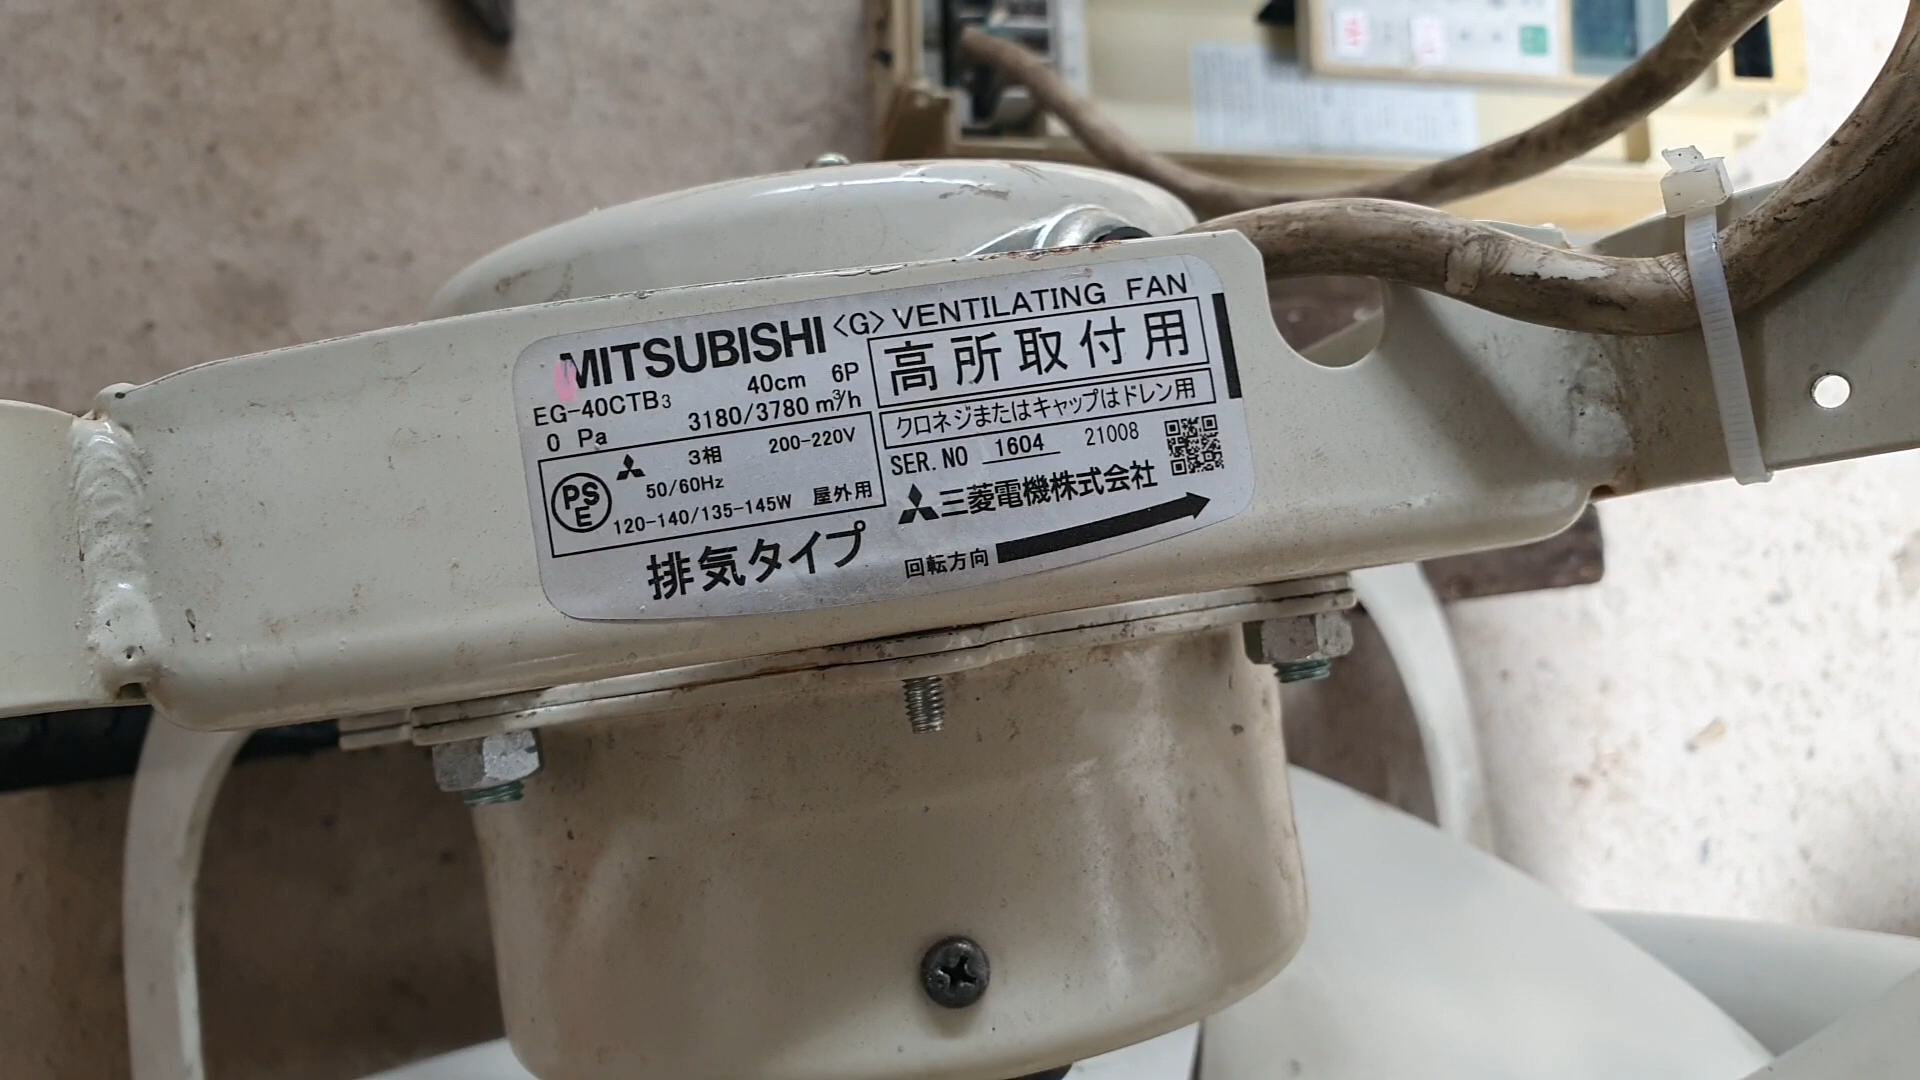 MITSUBISHI <G> VENTILATING FAN
EG-40CTB3 40cm 6P
0 Pa 3180/3780 m³/h
PSE 3相 200-220V
50/60Hz
120-140/135-145W 屋外用
排気タイプ
高所取付用
クロネジまたはキャップはドレン用
SER. NO 1604 21008
三菱電機株式会社
回転方向